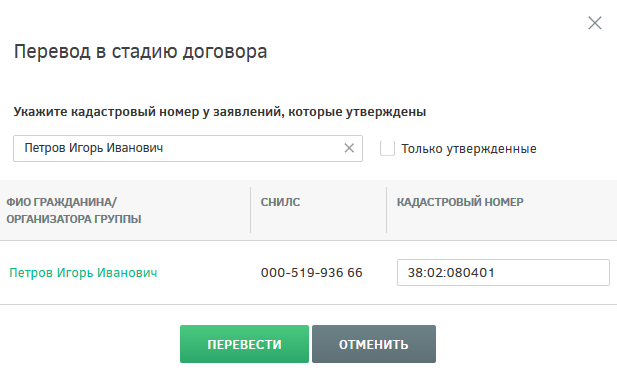 Перевод в стадию договора
Укажите кадастровый номер у заявлений, которые утверждены
Петров Игорь Иванович
Только утвержденные
ФИО ГРАЖДАНИНА/
ОРГАНИЗАТОРА ГРУППЫ
СНИЛС
КАДАСТРОВЫЙ НОМЕР
Петров Игорь Иванович
000-519-936 66
38:02:080401
ПЕРЕВЕСТИ
ОТМЕНИТЬ